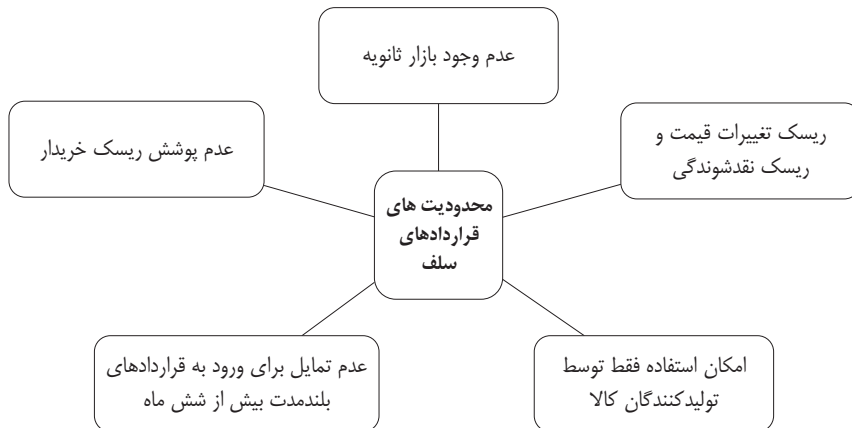 عدم وجود بازار ثانویه
ریسک تغییرات قیمت و
ریسک نقدشوندگی
عدم پوشش ریسک خریدار
محدودیت های
قراردادهای
سلف
امکان استفاده فقط توسط
تولیدکنندگان کالا
عدم تمایل برای ورود به قراردادهای
بلندمدت بیش از شش ماه